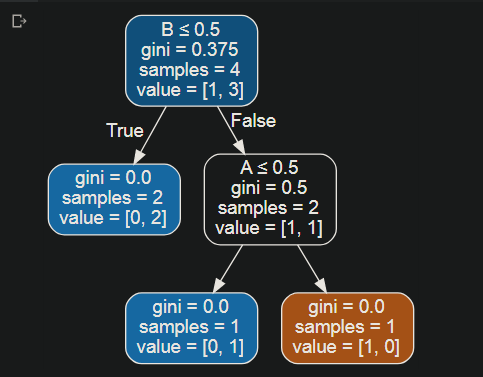 B ≤ 0.5
gini = 0.375
samples = 4
value = [1, 3]
True
False
gini = 0.0
samples = 2
value = [0, 2]
A ≤ 0.5
gini = 0.5
samples = 2
value = [1, 1]
gini = 0.0
samples = 1
value = [0, 1]
gini = 0.0
samples = 1
value = [1, 0]